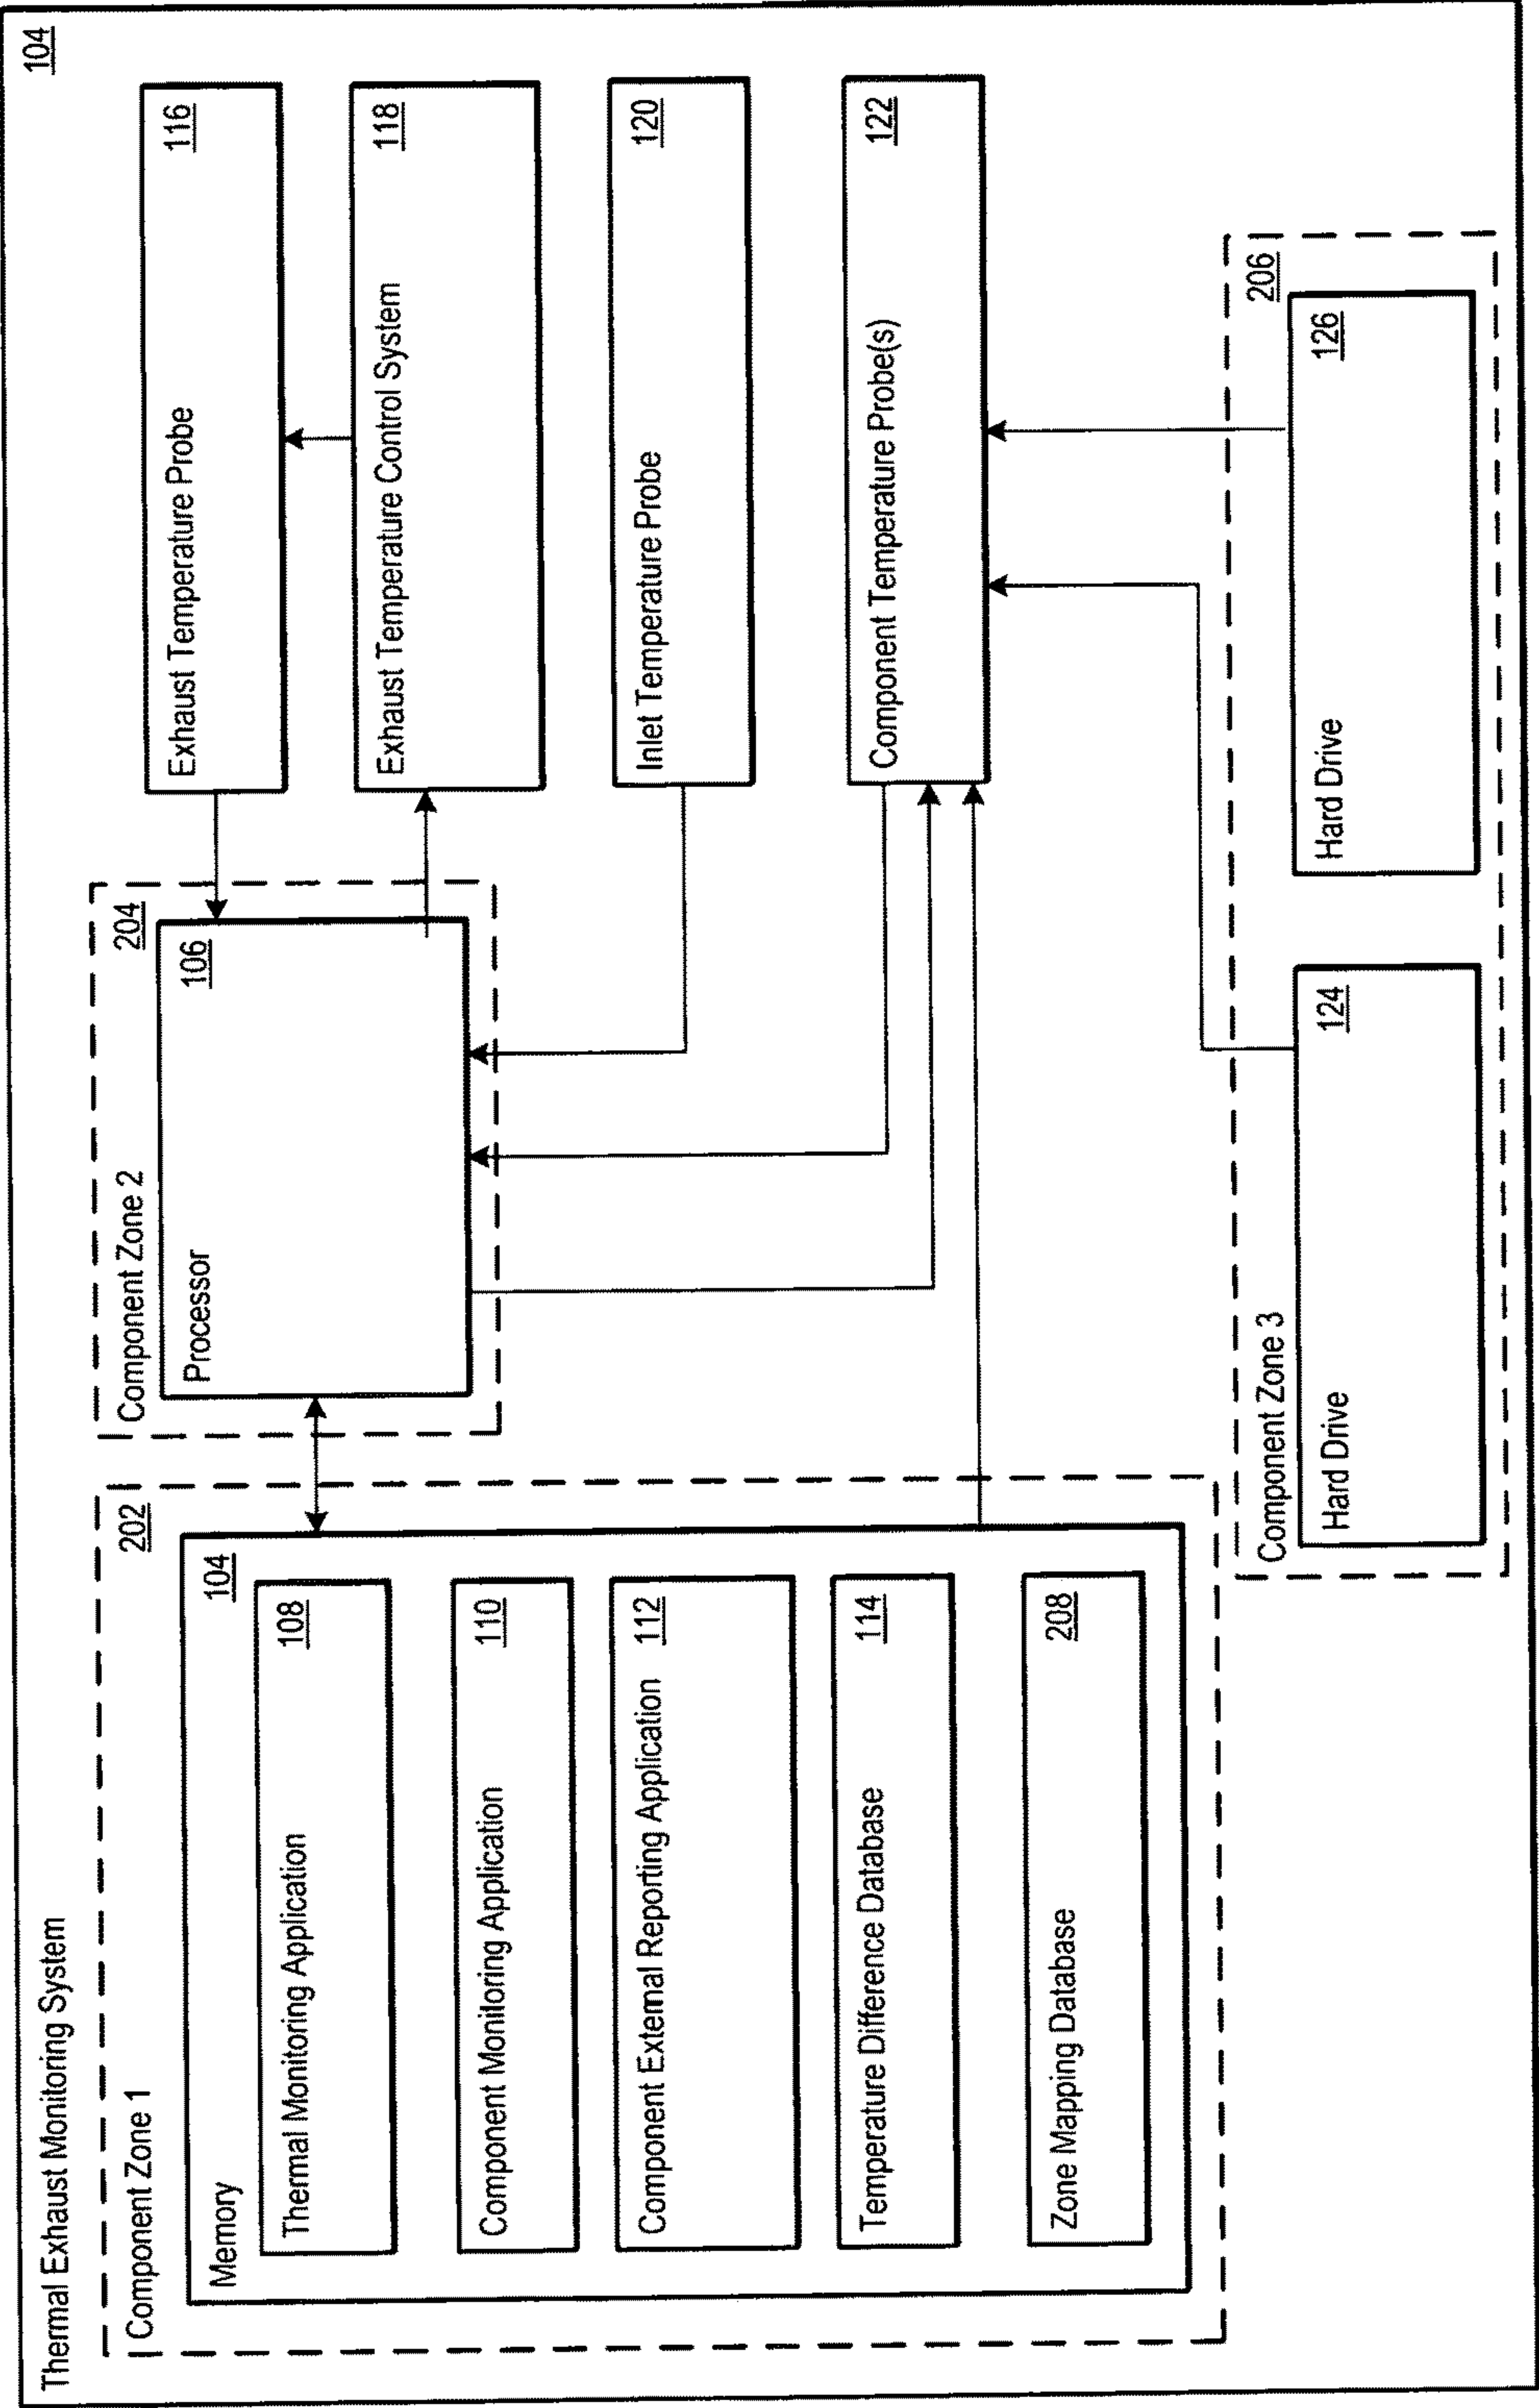 Thermal Exhaust Monitoring System
104
Component Zone 1
202
Memory
104
Thermal Monitoring Application
108
Component Monitoring Application
110
Component External Reporting Application
112
Temperature Difference Database
114
Zone Mapping Database
208
Component Zone 2
204
Processor
106
Exhaust Temperature Probe
116
Exhaust Temperature Control System
118
Inlet Temperature Probe
120
Component Temperature Probe(s)
122
Component Zone 3
206
Hard Drive
124
Hard Drive
126